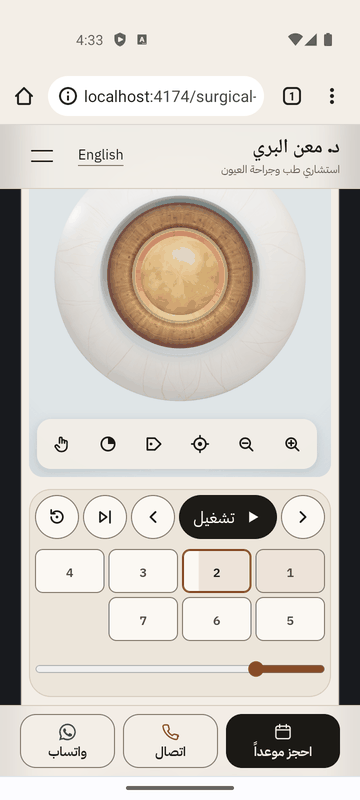 4:33
localhost:4174/surgical-
1
د. معن البري
استشاري طب وجراحة العيون
English
تشغيل
1
2
3
4
5
6
7
احجز موعداً
اتصال
واتساب